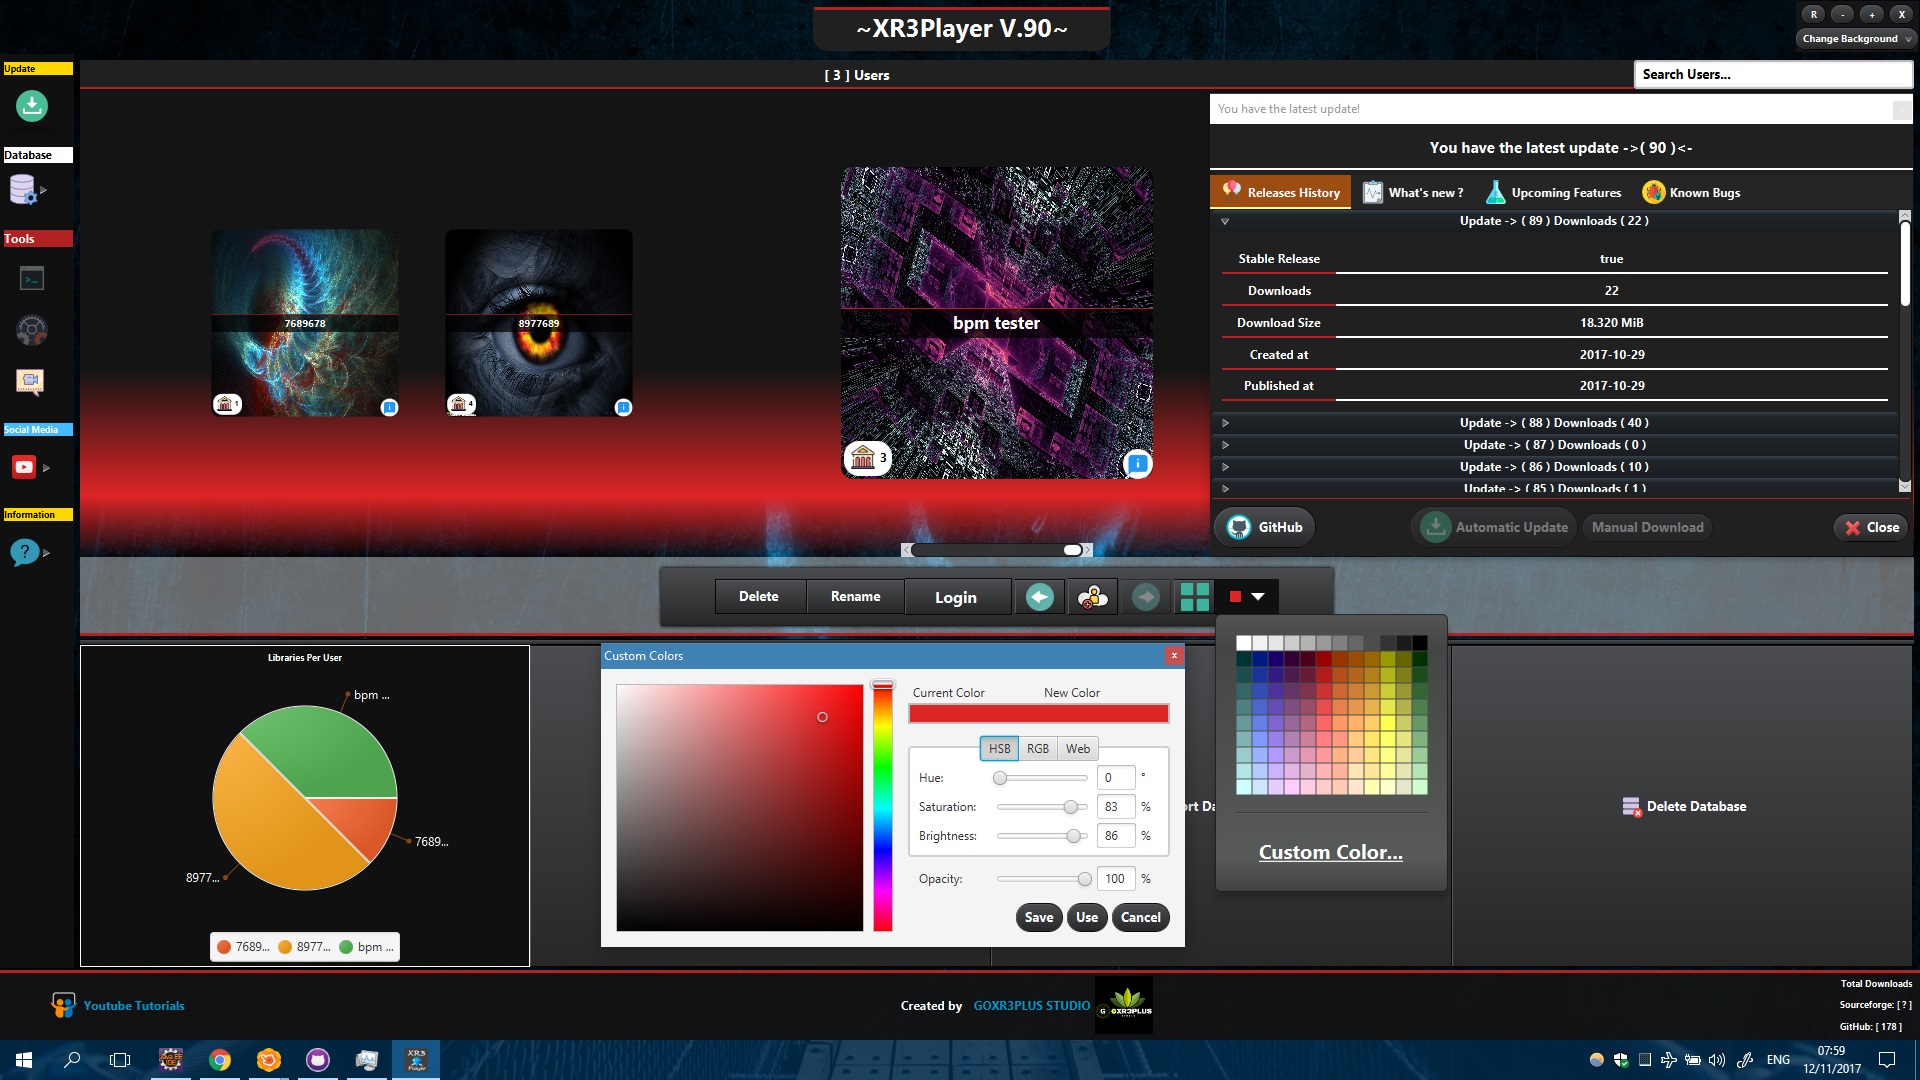 ~XR3Player V.90~
R - + X
Change Background
Update
[ 3 ] Users
Search Users...
You have the latest update!
You have the latest update ->( 90 )<-
Database
Releases History
What's new ?
Upcoming Features
Known Bugs
Update -> ( 89 ) Downloads ( 22 )
Tools
Stable Release true
Downloads 22
Download Size 18.320 MiB
Created at 2017-10-29
Published at 2017-10-29
7689678
8977689
bpm tester
1
4
3
Social Media
Update -> ( 88 ) Downloads ( 40 )
Update -> ( 87 ) Downloads ( 0 )
Update -> ( 86 ) Downloads ( 10 )
Update -> ( 85 ) Downloads ( 1 )
Information
GitHub
Automatic Update
Manual Download
Close
Delete
Rename
Login
Libraries Per User
bpm ...
7689...
8977...
7689... 8977... bpm ...
Custom Colors
x
Current Color New Color
HSB RGB Web
Hue: 0 °
Saturation: 83 %
Brightness: 86 %
Opacity: 100 %
Save Use Cancel
Custom Color...
ort Da
Delete Database
Youtube Tutorials
Created by GOXR3PLUS STUDIO
GOXR3PLUS
Total Downloads
Sourceforge: [ ? ]
GitHub: [ 178 ]
XR3
Player
ENG
07:59
12/11/2017